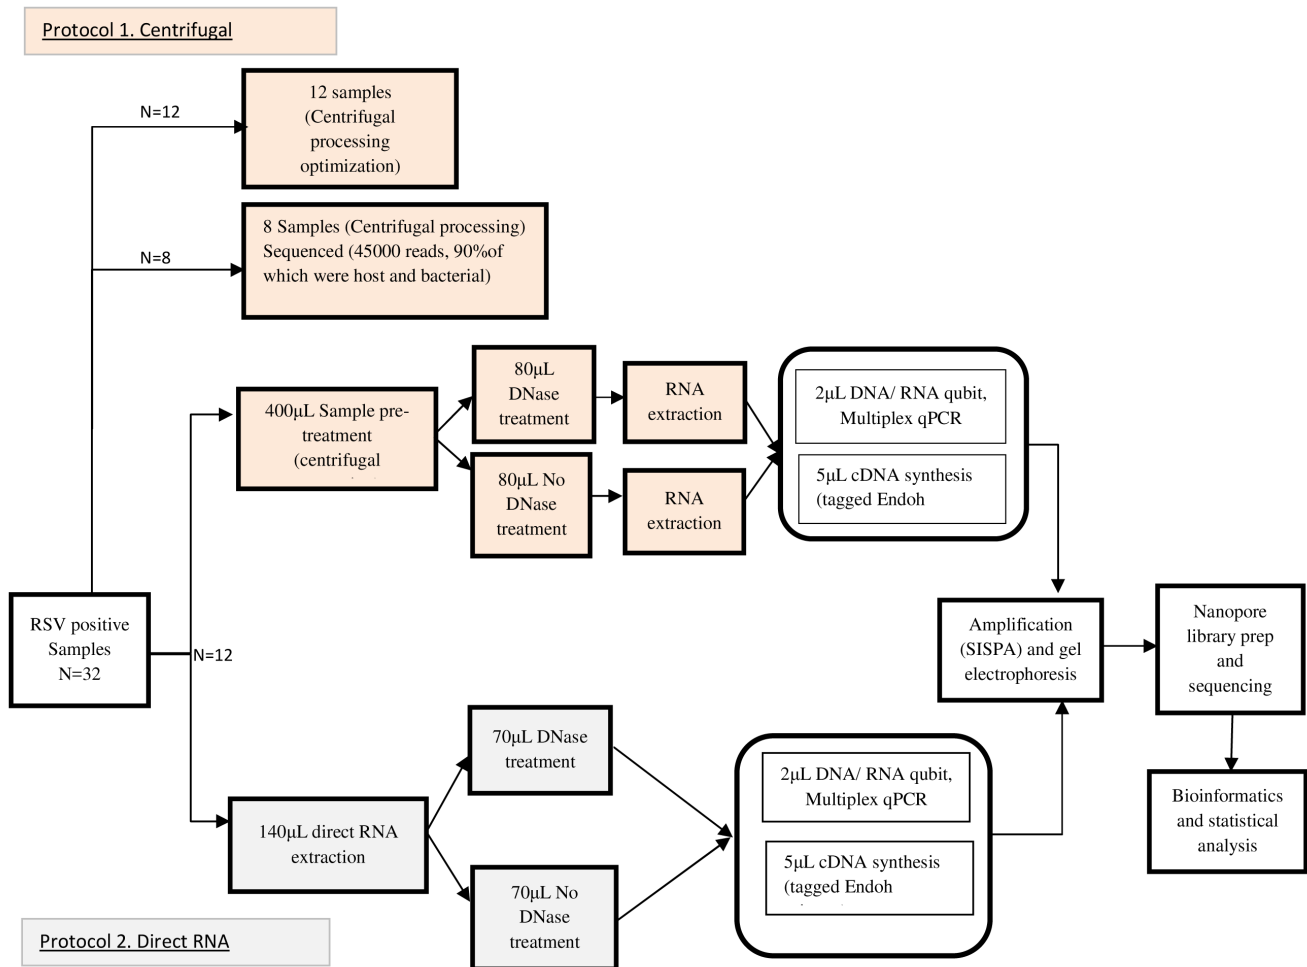 Protocol 1. Centrifugal
N=12
12 samples
(Centrifugal
processing
optimization)
N=8
8 Samples (Centrifugal processing)
Sequenced (45000 reads, 90%of
which were host and bacterial)
400µL Sample pre-
treatment
(centrifugal
80µL
DNase
treatment
RNA
extraction
80µL No
DNase
treatment
RNA
extraction
2µL DNA/ RNA qubit,
Multiplex qPCR
5µL cDNA synthesis
(tagged Endoh
RSV positive
Samples
N=32
N=12
Amplification
(SISPA) and gel
electrophoresis
Nanopore
library prep
and
sequencing
Bioinformatics
and statistical
analysis
140µL direct RNA
extraction
70µL DNase
treatment
70µL No
DNase
treatment
2µL DNA/ RNA qubit,
Multiplex qPCR
5µL cDNA synthesis
(tagged Endoh
Protocol 2. Direct RNA